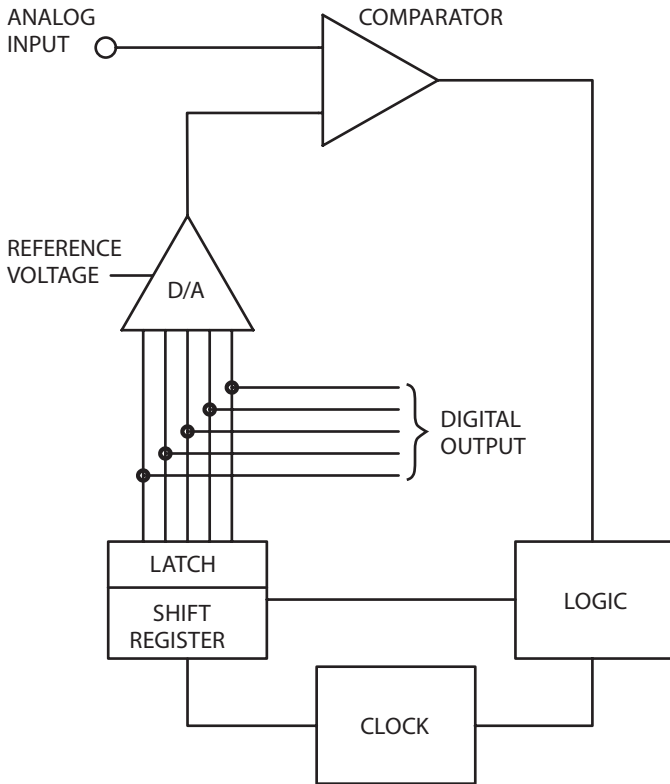 ANALOG
INPUT
COMPARATOR
REFERENCE
VOLTAGE
D/A
DIGITAL
OUTPUT
LATCH
SHIFT
REGISTER
LOGIC
CLOCK